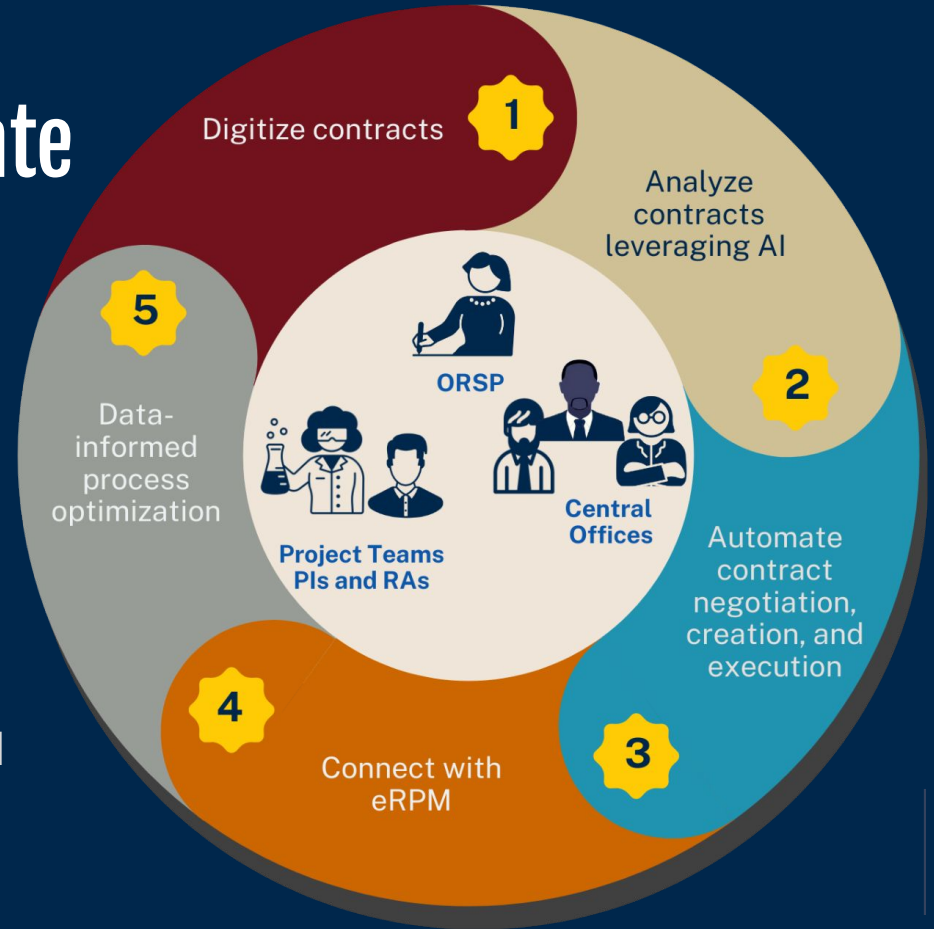 1
Digitize contracts
Analyze
contracts
leveraging AI
2
Automate
contract
negotiation,
creation, and
execution
3
Connect with
eRPM
4
5
Data-
informed
process
optimization
ORSP
Central
Offices
Project Teams
PIs and RAs